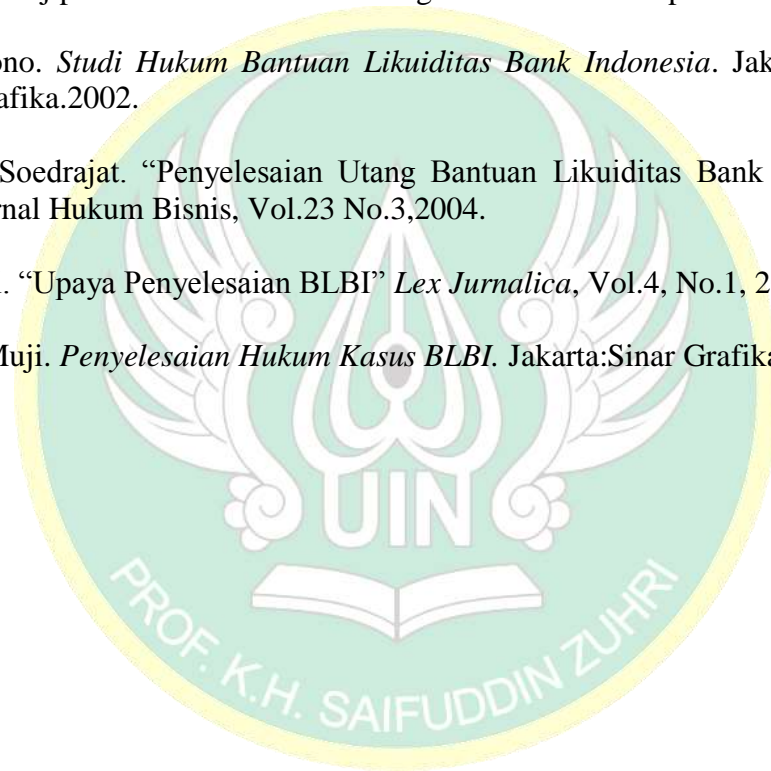 ono. Studi Hukum Bantuan Likuiditas Bank Indonesia. Jak
afika.2002.
Soedrajat. “Penyelesaian Utang Bantuan Likuiditas Bank
rnal Hukum Bisnis, Vol.23 No.3,2004.
. “Upaya Penyelesaian BLBI” Lex Jurnalica, Vol.4, No.1, 2
Muji. Penyelesaian Hukum Kasus BLBI. Jakarta:Sinar Grafika
UIN
PROF. K.H. SAIFUDDIN ZUHRI